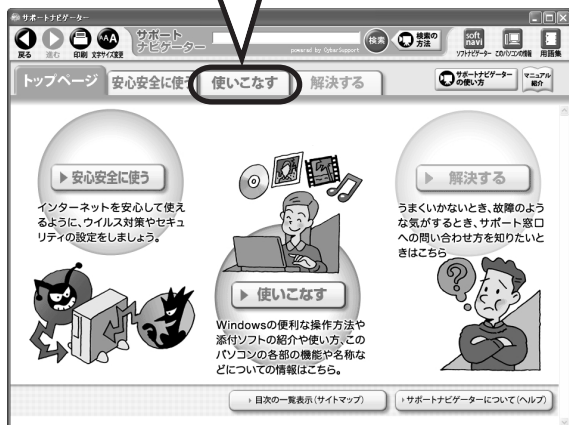 サポートナビゲーター
戻る 進む 印刷 文字サイズ変更
サポート
ナビゲーター
powered by CyberSupport
検索
検索の
方法
soft
navi
ソフトナビゲーター このパソコンの情報 用語集
トップページ 安心安全に使う 使いこなす 解決する
サポートナビゲーター
の使い方
マニュアル
紹介
安心安全に使う
インターネットを安心して使え
るように、ウイルス対策やセキュ
リティの設定をしましょう。
使いこなす
Windowsの便利な操作方法や
添付ソフトの紹介や使い方、この
パソコンの各部の機能や名称な
どについての情報はこちら。
解決する
うまくいかないとき、故障のよう
な気がするとき、サポート窓口
への問い合わせ方を知りたいと
きはこちら
?
目次の一覧表示(サイトマップ)
サポートナビゲーターについて(ヘルプ)